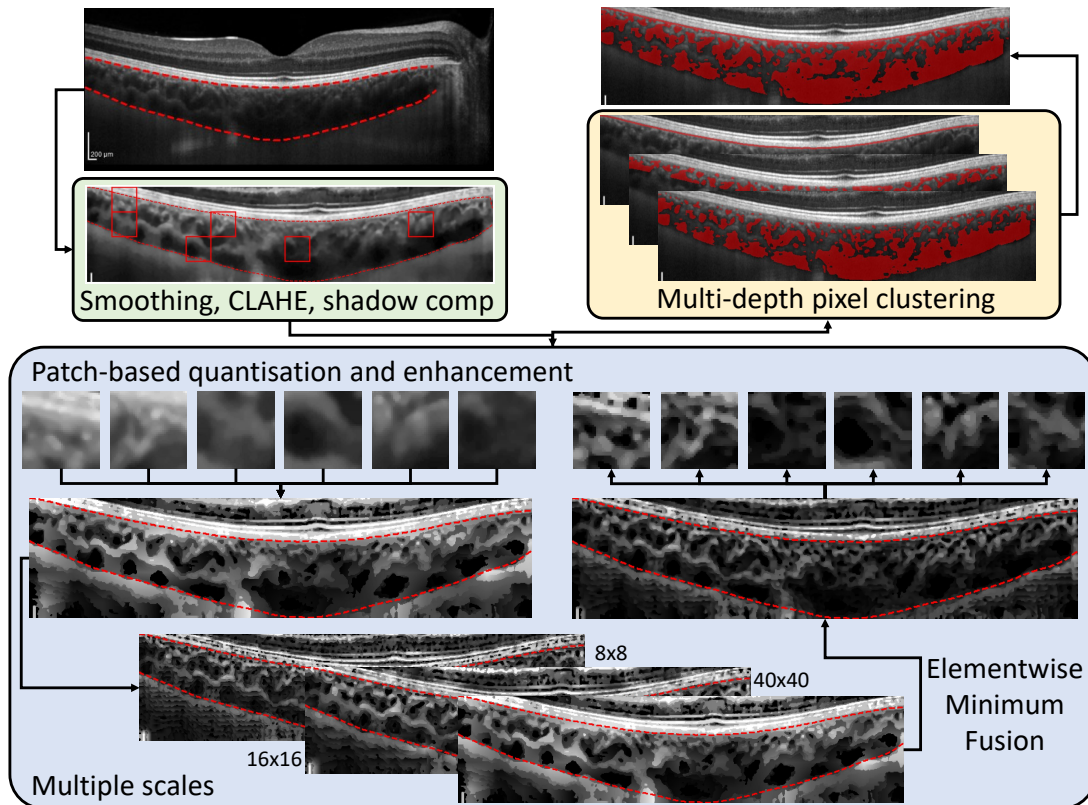 200 µm
Smoothing, CLAHE, shadow comp
Multi-depth pixel clustering
Patch-based quantisation and enhancement
8x8
40x40
16x16
Elementwise
Minimum
Fusion
Multiple scales